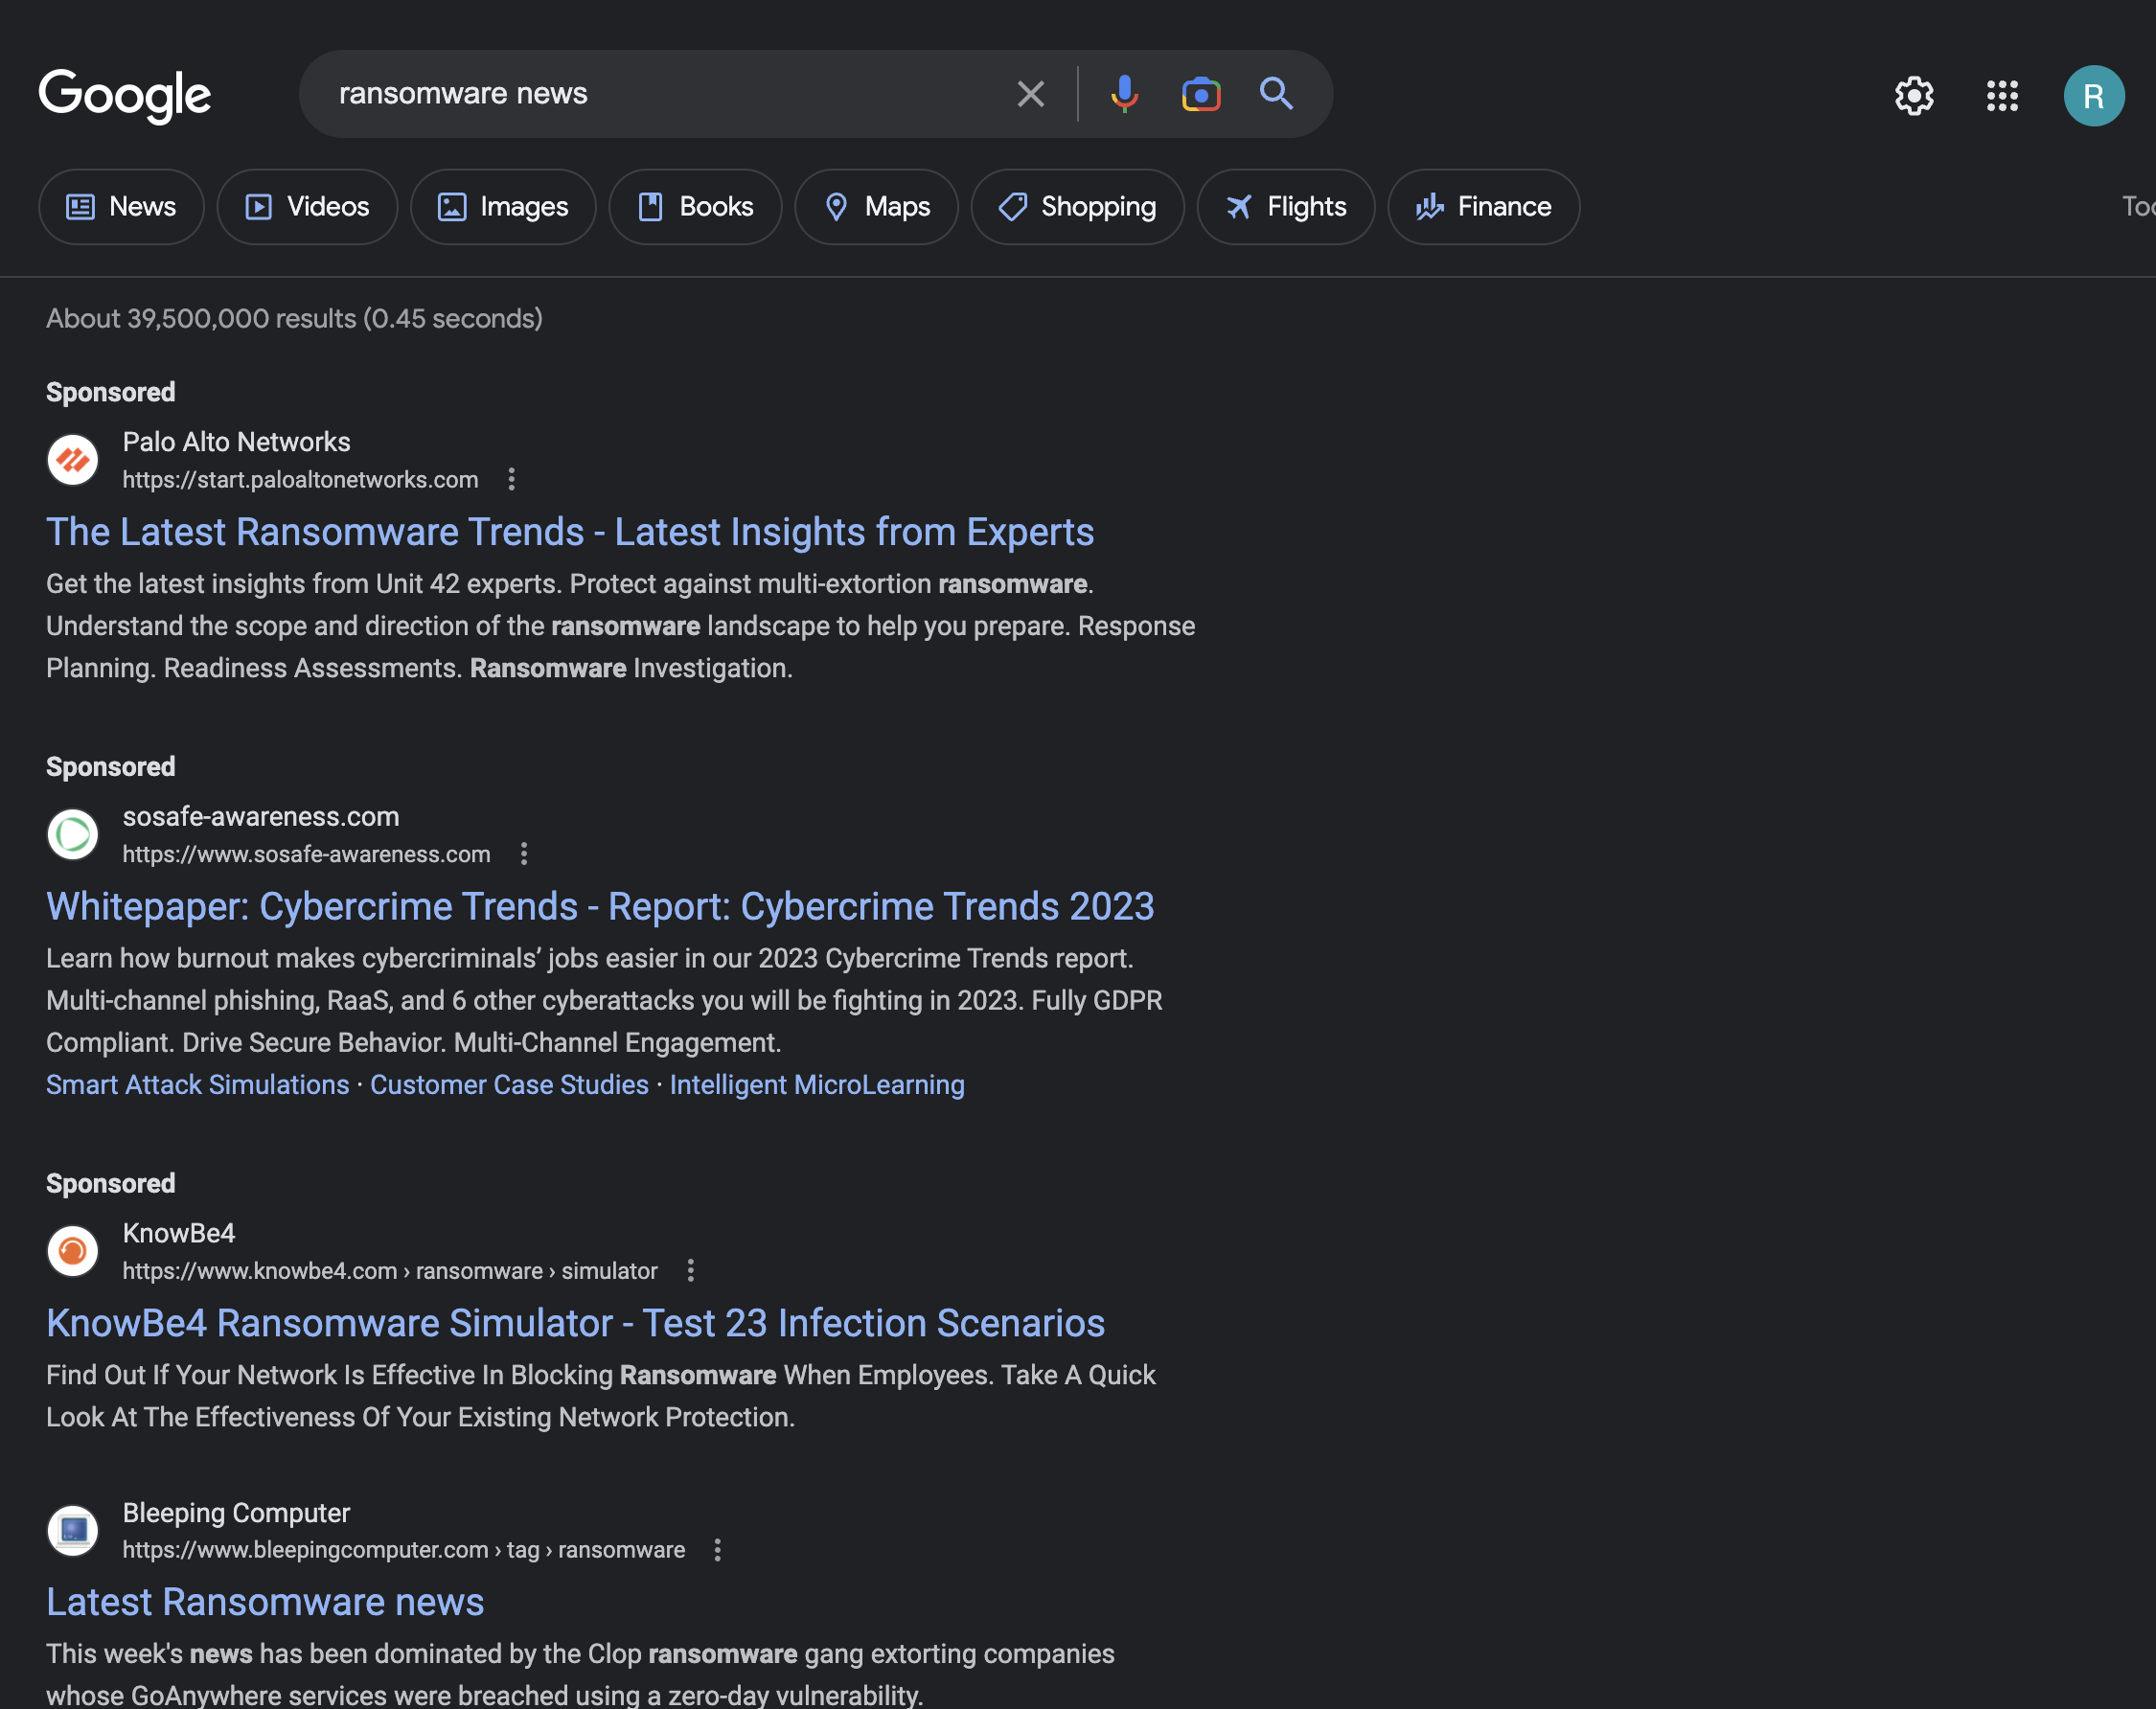 Google
ransomware news
R
News
Videos
Images
Books
Maps
Shopping
Flights
Finance
About 39,500,000 results (0.45 seconds)
Sponsored
Palo Alto Networks
https://start.paloaltonetworks.com
The Latest Ransomware Trends - Latest Insights from Experts
Get the latest insights from Unit 42 experts. Protect against multi-extortion ransomware.
Understand the scope and direction of the ransomware landscape to help you prepare. Response
Planning. Readiness Assessments. Ransomware Investigation.
Sponsored
sosafe-awareness.com
https://www.sosafe-awareness.com
Whitepaper: Cybercrime Trends - Report: Cybercrime Trends 2023
Learn how burnout makes cybercriminals’ jobs easier in our 2023 Cybercrime Trends report.
Multi-channel phishing, RaaS, and 6 other cyberattacks you will be fighting in 2023. Fully GDPR
Compliant. Drive Secure Behavior. Multi-Channel Engagement.
Smart Attack Simulations · Customer Case Studies · Intelligent MicroLearning
Sponsored
KnowBe4
https://www.knowbe4.com › ransomware › simulator
KnowBe4 Ransomware Simulator - Test 23 Infection Scenarios
Find Out If Your Network Is Effective In Blocking Ransomware When Employees. Take A Quick
Look At The Effectiveness Of Your Existing Network Protection.
Bleeping Computer
https://www.bleepingcomputer.com › tag › ransomware
Latest Ransomware news
This week's news has been dominated by the Clop ransomware gang extorting companies
whose GoAnywhere services were breached using a zero-day vulnerability.